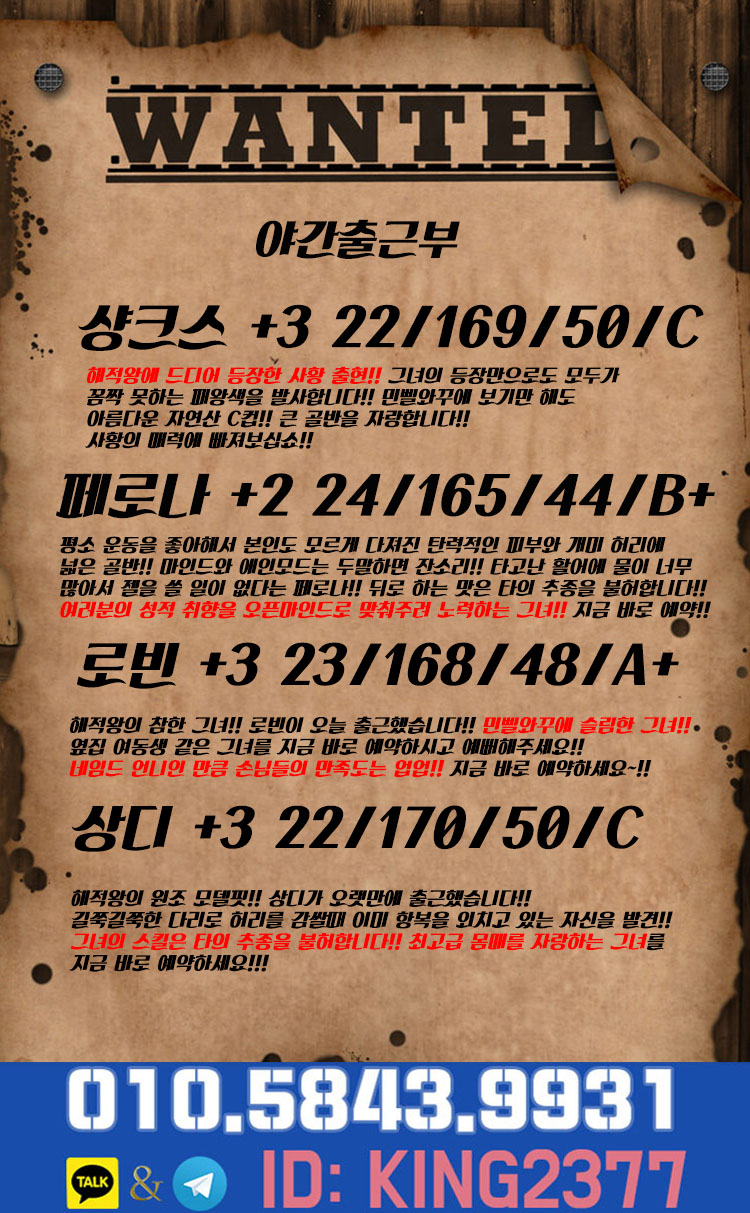 WANTED
야간출근부
샹크스 +3 22/169/50/C
해적왕에 드디어 등장한 사황 출현!! 그녀의 등장만으로도 모두가
꼼짝 못하는 패왕색을 발사합니다!! 민삘와꾸에 보기만 해도
아름다운 자연산 C컵!! 큰 골반을 자랑합니다!!
사황의 매력에 빠져보십쇼!!
페로나 +2 24/165/44/B+
평소 운동을 좋아해서 본인도 모르게 다져진 탄력적인 피부와 개미 허리에
넓은 골반!! 마인드와 애인모드는 두말하면 잔소리!! 타고난 활어에 물이 너무
많아서 젤을 쓸 일이 없다는 페로나!! 뒤로 하는 맛은 타의 추종을 불허합니다!!
여러분의 성적 취향을 오픈마인드로 맞춰주려 노력하는 그녀!! 지금 바로 예약!!
로빈 +3 23/168/48/A+
해적왕의 참한 그녀!! 로빈이 오늘 출근했습니다!! 민삘와꾸에 슬림한 그녀!!
옆집 여동생 같은 그녀를 지금 바로 예약하시고 예뻐해주세요!!
네임드 언니인 만큼 손님들의 만족도는 업업!! 지금 바로 예약하세요~!!
상디 +3 22/170/50/C
해적왕의 원조 모델핏!! 상디가 오랫만에 출근했습니다!!
길쭉길쭉한 다리로 허리를 감쌀때 이미 항복을 외치고 있는 자신을 발견!!
그녀의 스킬은 타의 추종을 불허합니다!! 최고급 몸매를 자랑하는 그녀를
지금 바로 예약하세요!!!
010.5843.9931
TALK & ID: KING2377